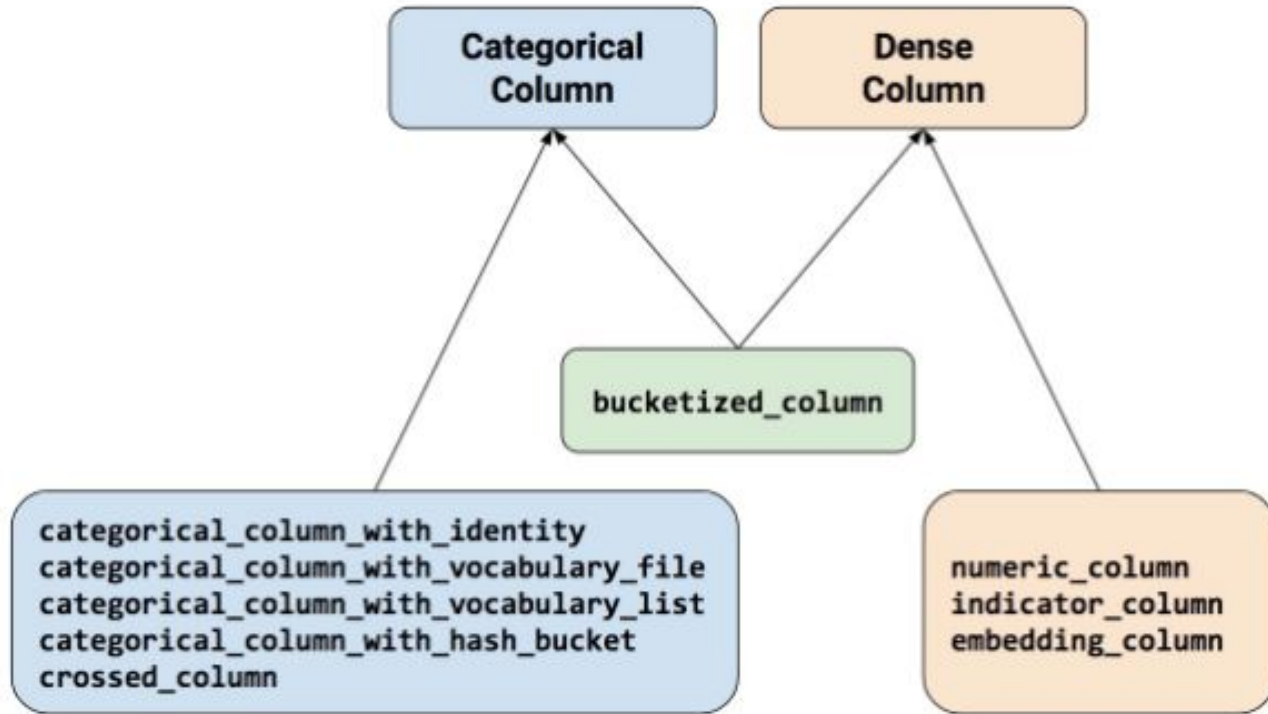 Categorical
Column
Dense
Column
bucketized_column
categorical_column_with_identity
categorical_column_with_vocabulary_file
categorical_column_with_vocabulary_list
categorical_column_with_hash_bucket
crossed_column
numeric_column
indicator_column
embedding_column